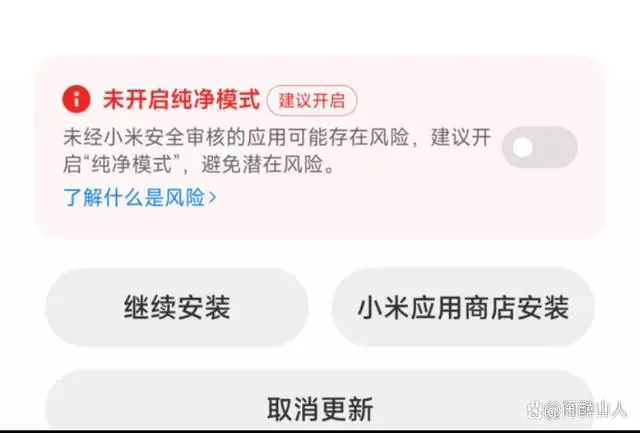 未开启纯净模式 建议开启
未经小米安全审核的应用可能存在风险，建议开
启“纯净模式”，避免潜在风险。
了解什么是风险>
继续安装 小米应用商店安装
取消更新
@闲醉山人